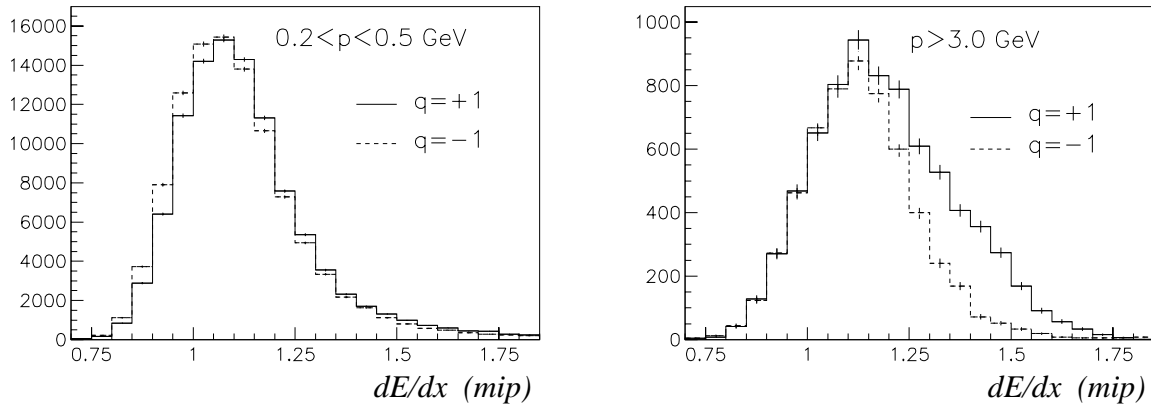 16000
14000
12000
10000
8000
6000
4000
2000
0
0.2<p<0.5 GeV
q=+1
q=−1
0.75 1 1.25 1.5 1.75
dE/dx (mip)
1000
800
600
400
200
0
p>3.0 GeV
q=+1
q=−1
0.75 1 1.25 1.5 1.75
dE/dx (mip)